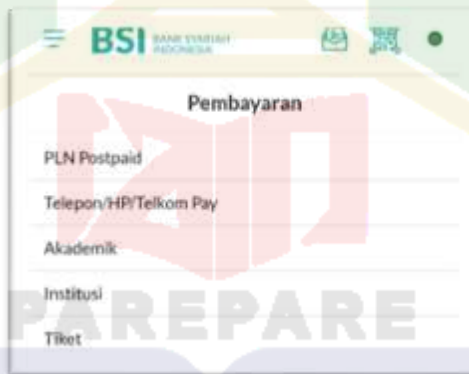 BSI BANK SYARIAH
INDONESIA
Pembayaran
PLN Postpaid
Telepon/HP/Telkom Pay
Akademik
Institusi
Tiket
PAREPARE